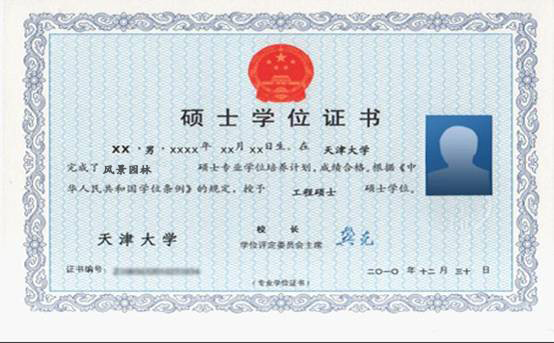 硕士学位证书
XX，男，xxxx年 xx月xx日生。在 天津大学
完成了 风景园林 硕士专业学位培养计划，成绩合格。根据《中
华人民共和国学位条例》的规定，授予 工程硕士 硕士学位。
校 长
天津大学 学位评定委员会主席
证书编号： 二〇一〇年十二月三十日
（专业学位证书）